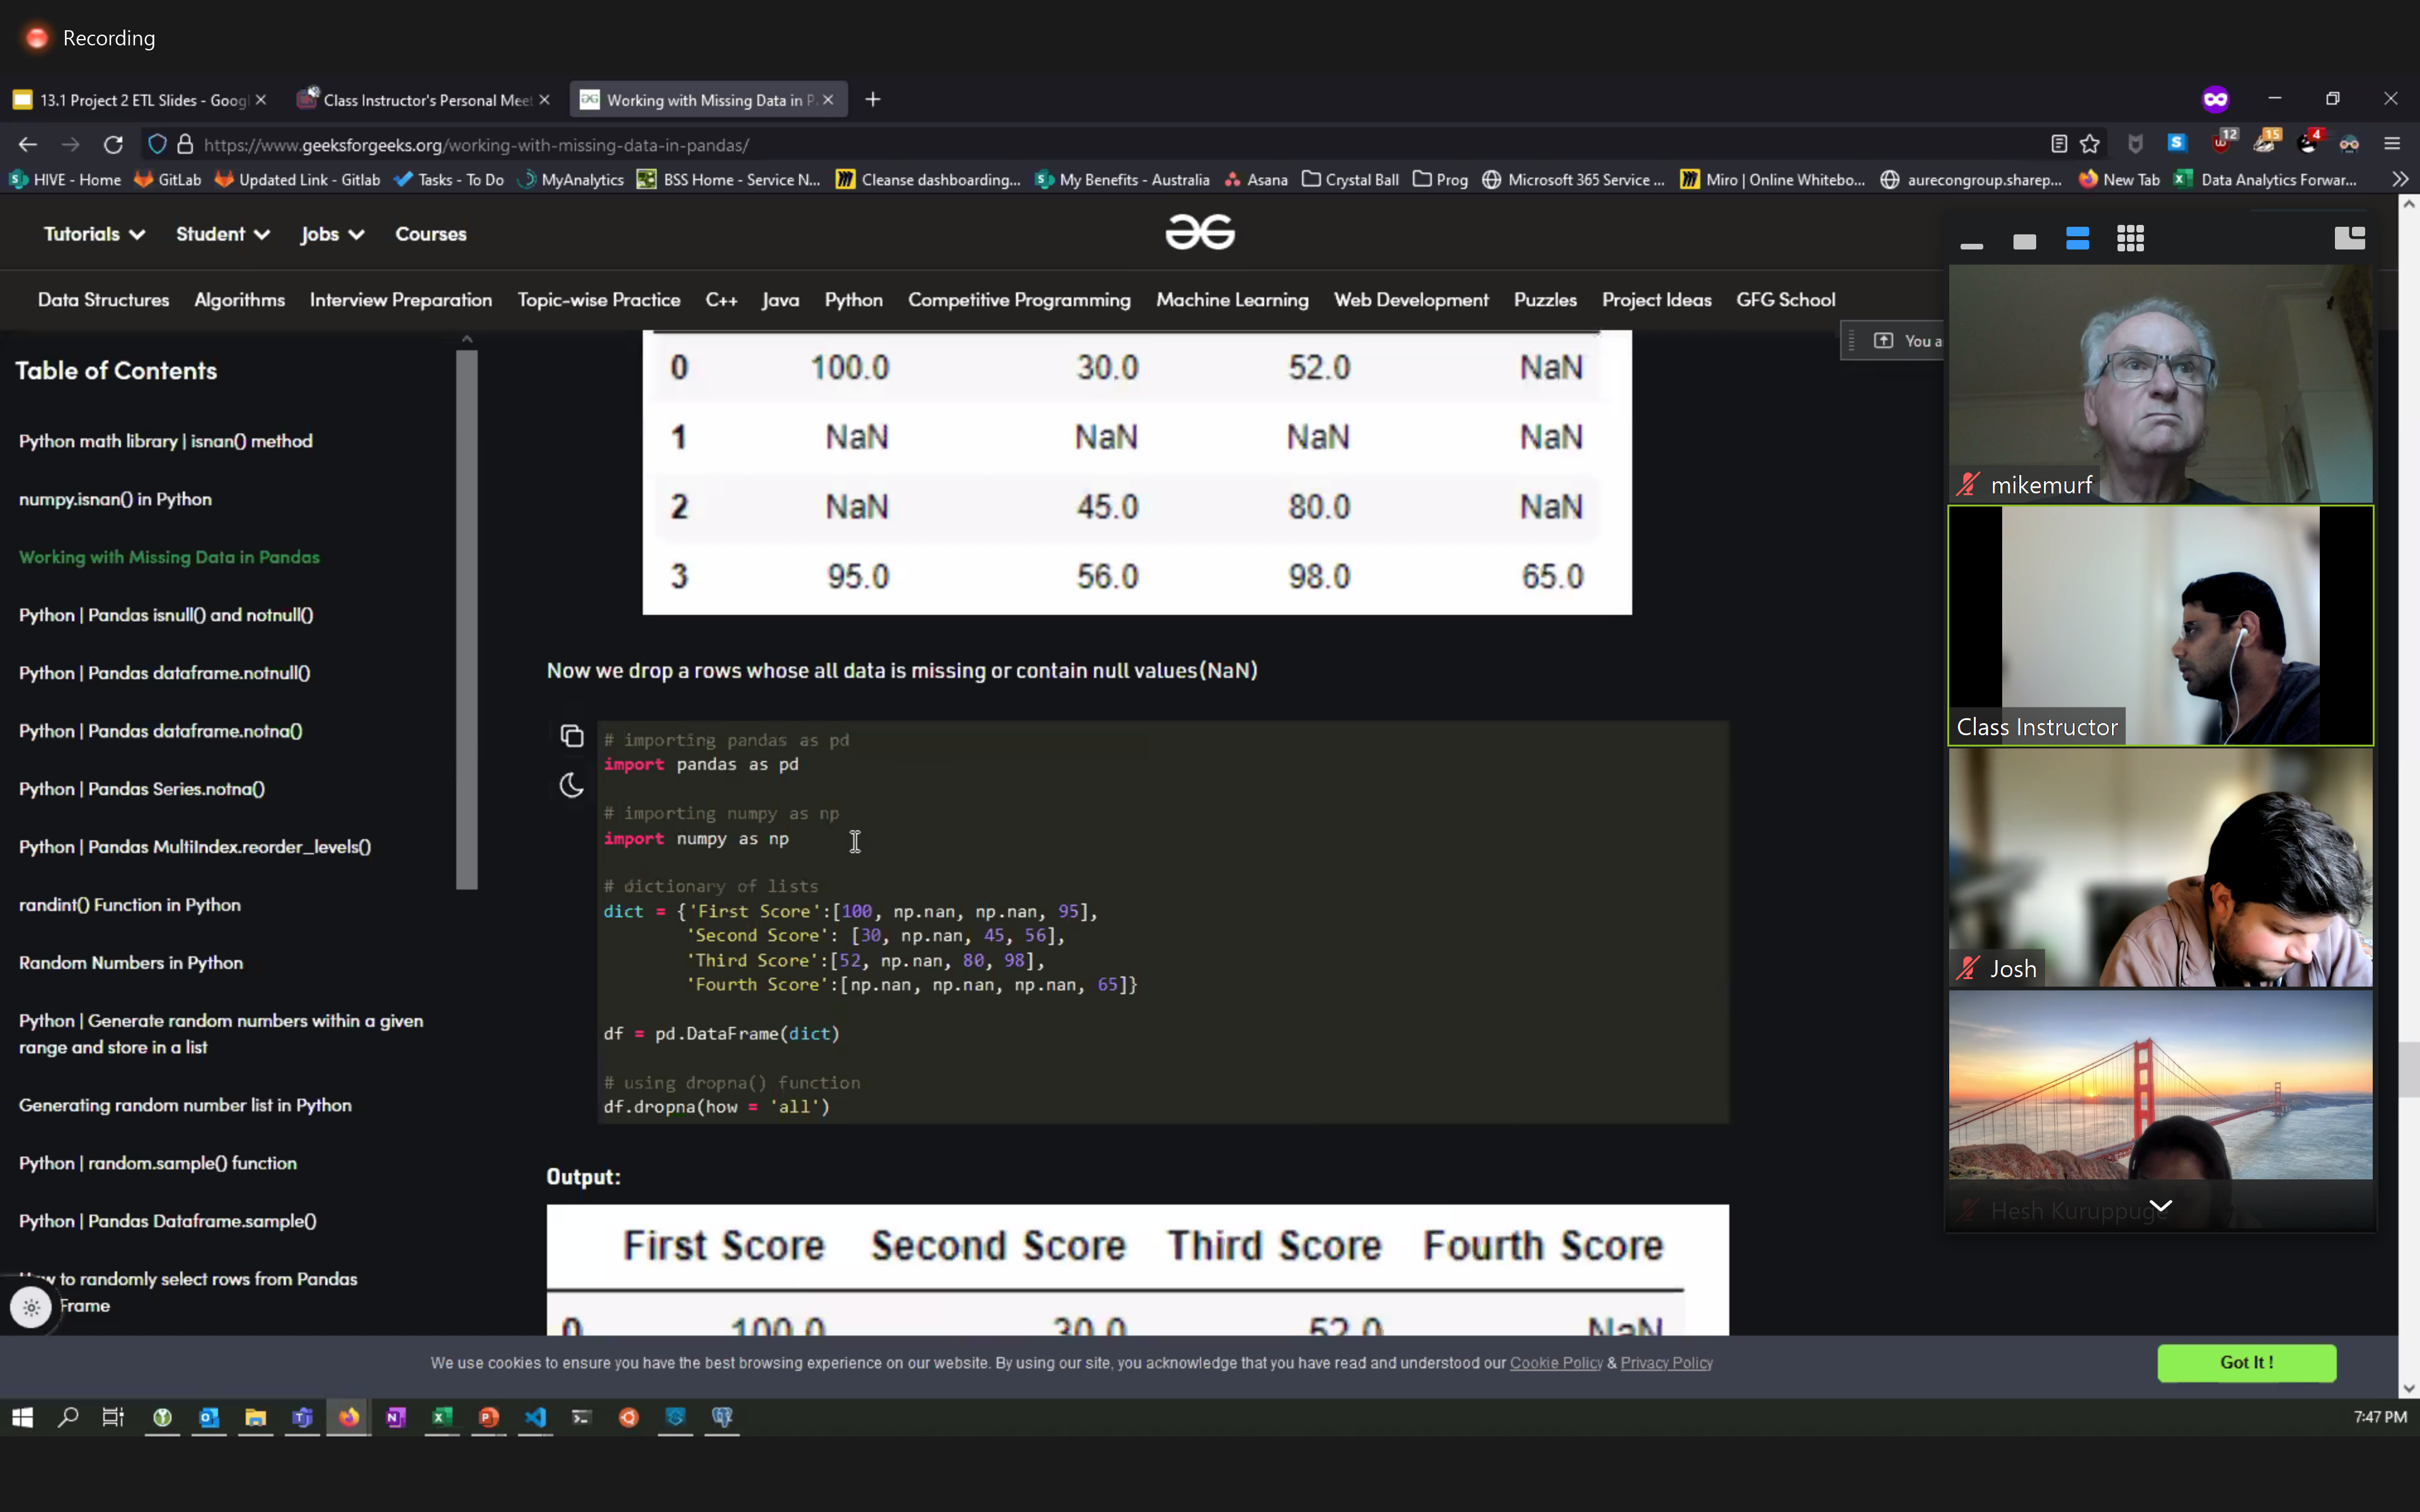 Recording
13.1 Project 2 ETL Slides - Googl
Class Instructor's Personal Meet
Working with Missing Data in P
https://www.geeksforgeeks.org/working-with-missing-data-in-pandas/
12
15
4
HIVE - Home
GitLab
Updated Link - Gitlab
Tasks - To Do
MyAnalytics
BSS Home - Service N...
Cleanse dashboarding...
My Benefits - Australia
Asana
Crystal Ball
Prog
Microsoft 365 Service ...
Miro | Online Whitebo...
aurecongroup.sharep...
New Tab
Data Analytics Forwar...
Tutorials
Student
Jobs
Courses
Data Structures
Algorithms
Interview Preparation
Topic-wise Practice
C++
Java
Python
Competitive Programming
Machine Learning
Web Development
Puzzles
Project Ideas
GFG School
You a
Table of Contents
Python math library | isnan() method
numpy.isnan() in Python
Working with Missing Data in Pandas
Python | Pandas isnull() and notnull()
Python | Pandas dataframe.notnull()
Python | Pandas dataframe.notna()
Python | Pandas Series.notna()
Python | Pandas MultiIndex.reorder_levels()
randint() Function in Python
Random Numbers in Python
Python | Generate random numbers within a given
range and store in a list
Generating random number list in Python
Python | random.sample() function
Python | Pandas Dataframe.sample()
to randomly select rows from Pandas
Frame
0 100.0 30.0 52.0 NaN
1 NaN NaN NaN NaN
2 NaN 45.0 80.0 NaN
3 95.0 56.0 98.0 65.0
Now we drop a rows whose all data is missing or contain null values(NaN)
# importing pandas as pd
import pandas as pd
# importing numpy as np
import numpy as np
# dictionary of lists
dict = {'First Score':[100, np.nan, np.nan, 95],
'Second Score': [30, np.nan, 45, 56],
'Third Score':[52, np.nan, 80, 98],
'Fourth Score':[np.nan, np.nan, np.nan, 65]}
df = pd.DataFrame(dict)
# using dropna() function
df.dropna(how = 'all')
Output:
First Score Second Score Third Score Fourth Score
0 100.0 30.0 52.0 NaN
mikemurf
Class Instructor
Josh
Hesh Kuruppuge
We use cookies to ensure you have the best browsing experience on our website. By using our site, you acknowledge that you have read and understood our Cookie Policy & Privacy Policy
Got It !
7:47 PM